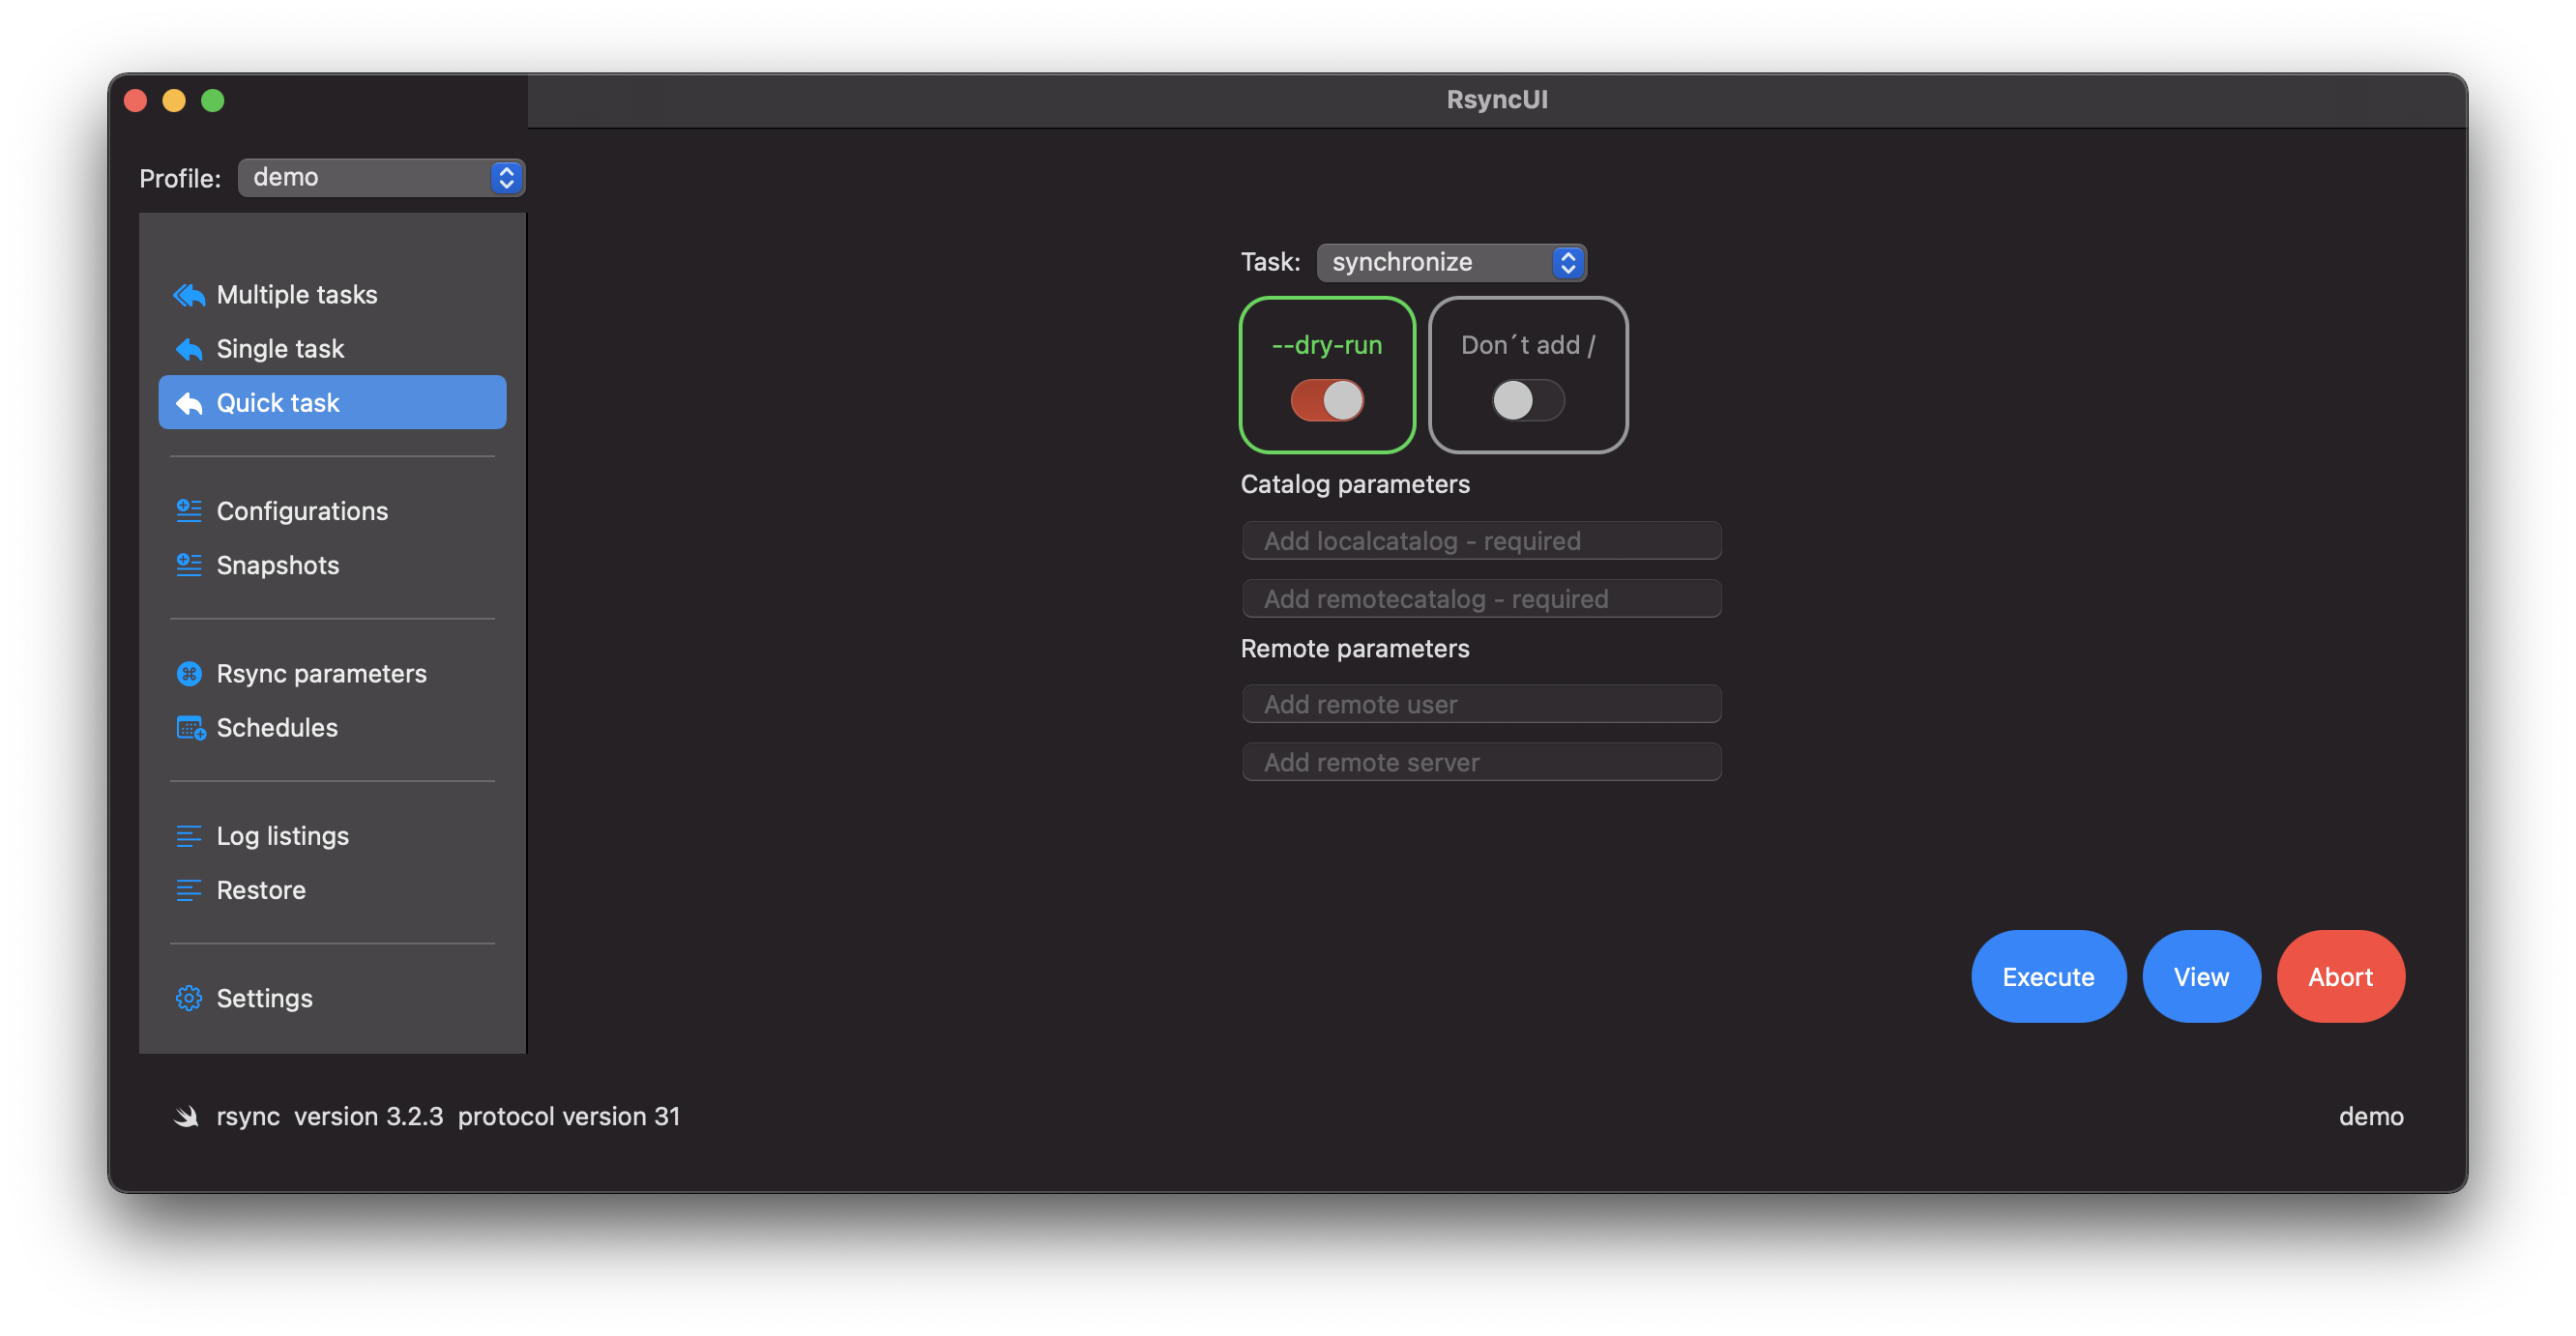 RsyncUI
Profile: demo
Multiple tasks
Single task
Quick task
Configurations
Snapshots
Rsync parameters
Schedules
Log listings
Restore
Settings
Task: synchronize
--dry-run
Don´t add /
Catalog parameters
Add localcatalog - required
Add remotecatalog - required
Remote parameters
Add remote user
Add remote server
Execute
View
Abort
rsync version 3.2.3 protocol version 31
demo